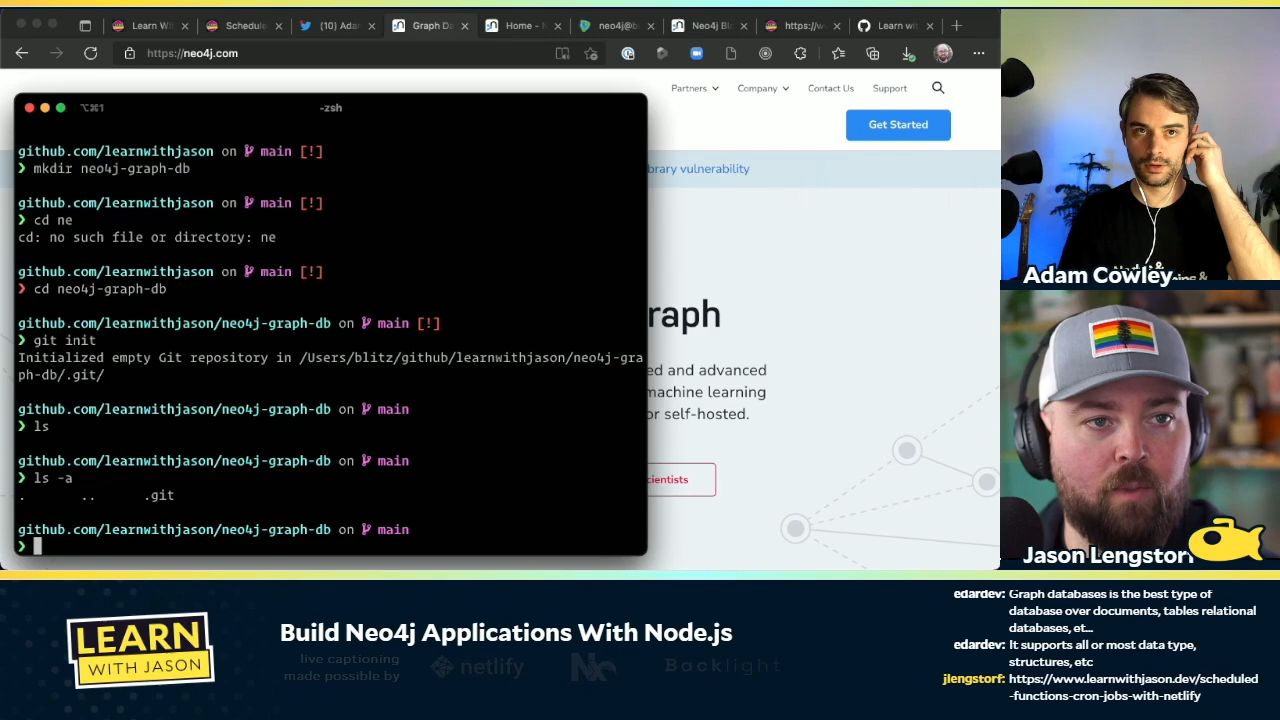 Learn Wi
Schedule
(10) Adar
Graph Da
Home - N
neo4j@b
Neo4j Blo
https://w
Learn wit
https://neo4j.com
Partners
Company
Contact Us
Support
Get Started
brary vulnerability
raph
ed and advanced
machine learning
or self-hosted.
cientists
⌥⌘1
-zsh
github.com/learnwithjason on main [!]
❯ mkdir neo4j-graph-db
github.com/learnwithjason on main [!]
❯ cd ne
cd: no such file or directory: ne
github.com/learnwithjason on main [!]
❯ cd neo4j-graph-db
github.com/learnwithjason/neo4j-graph-db on main [!]
❯ git init
Initialized empty Git repository in /Users/blitz/github/learnwithjason/neo4j-gra
ph-db/.git/
github.com/learnwithjason/neo4j-graph-db on main
❯ ls
github.com/learnwithjason/neo4j-graph-db on main
❯ ls -a
. .. .git
github.com/learnwithjason/neo4j-graph-db on main
❯
Adam Cowley
Jason Lengstorf
LEARN
WITH JASON
Build Neo4j Applications With Node.js
live captioning
made possible by
netlify
Nx
Backlight
edardev: Graph databases is the best type of
database over documents, tables relational
databases, et...
edardev: It supports all or most data type,
structures, etc
jlengstorf: https://www.learnwithjason.dev/scheduled
-functions-cron-jobs-with-netlify